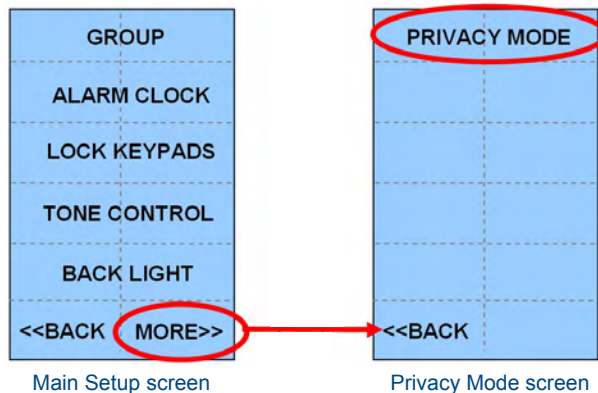 GROUP
ALARM CLOCK
LOCK KEYPADS
TONE CONTROL
BACK LIGHT
<<BACK MORE>>
Main Setup screen
PRIVACY MODE
<<BACK
Privacy Mode screen